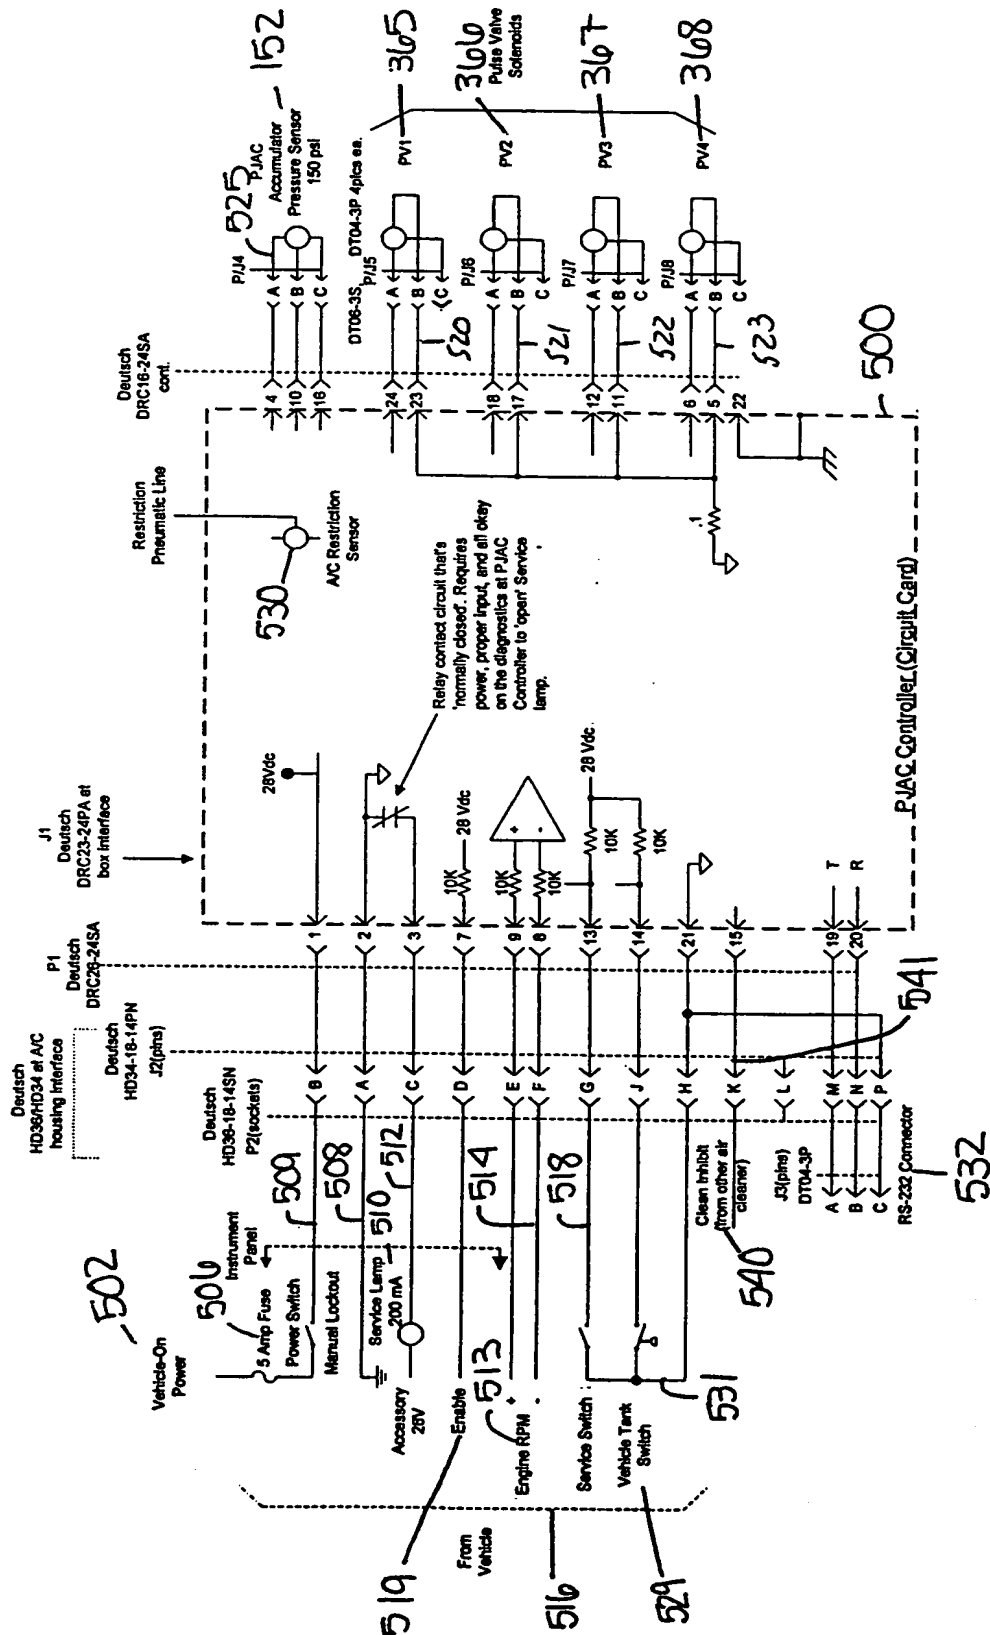 502
Vehicle-On
Power
506
5 Amp Fuse
Instrument
Panel
Power Switch
509
Manual Lockout
508
Service Lamp
200 mA
510
512
Accessory
28V
519
Enable
513
Engine RPM
+
-
514
516
From
Vehicle
518
Service Switch
Vehicle Tank
Switch
529
531
Clean Inhibit
(from other air
cleaner)
540
541
J3(pins)
DT04-3P
A
B
C
RS-232 Connector
532
Deutsch
HD36/HD34 at A/C
housing interface
Deutsch
HD36-18-14SN
P2(sockets)
Deutsch
HD34-18-14PN
J2(pins)
B
A
C
D
E
F
G
J
H
K
L
M
N
P
P1
Deutsch
DRC26-24SA
J1
Deutsch
DRC23-24PA at
box interface
1
2
3
7
9
8
13
14
21
15
19
20
T
R
28Vdc
10K
28 Vdc
10K
10K
+
-
10K
10K
28 Vdc
Relay contact circuit that's
'normally closed'. Requires
power, proper input, and all okay
on the diagnostics at PJAC
Controller to 'open' Service
lamp.
530
A/C Restriction
Sensor
Restriction
Pneumatic Line
.1
PJAC Controller (Circuit Card)
500
Deutsch
DRC16-24SA
cont.
4
10
16
24
23
18
17
12
11
6
5
22
P/J4
A
B
C
525
PJAC
Accumulator
Pressure Sensor
150 psi
152
DT06-3S,
DT04-3P 4plcs ea.
P/J5
A
B
C
520
PV1
365
P/J6
A
B
C
521
PV2
366
Pulse Valve
Solenoids
P/J7
A
B
C
522
PV3
367
P/J8
A
B
C
523
PV4
368